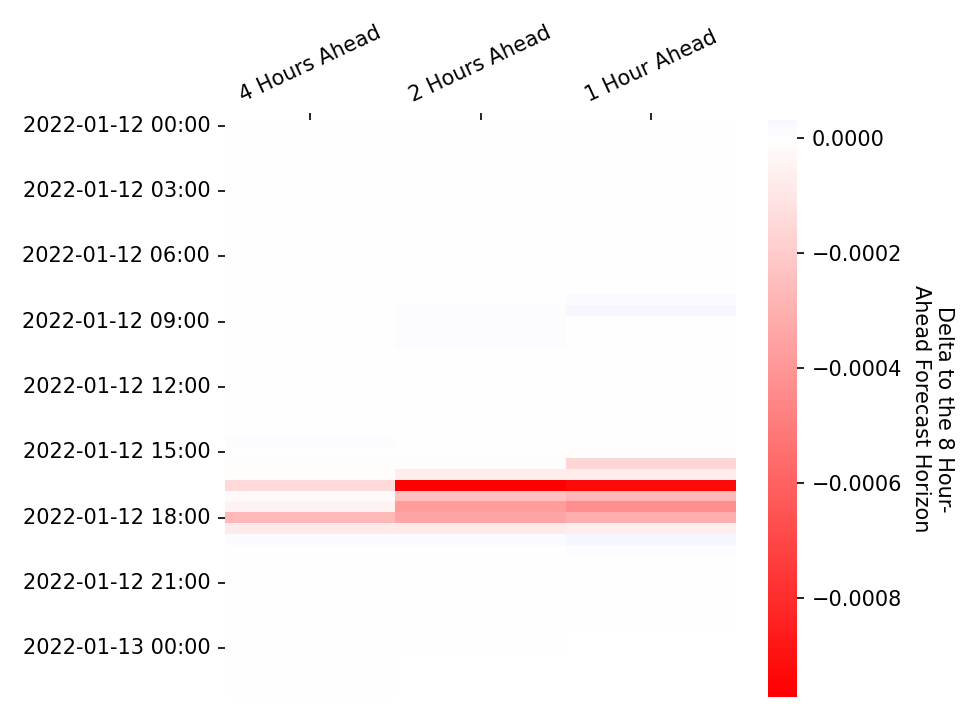 4 Hours Ahead
2 Hours Ahead
1 Hour Ahead
2022-01-12 00:00
2022-01-12 03:00
2022-01-12 06:00
2022-01-12 09:00
2022-01-12 12:00
2022-01-12 15:00
2022-01-12 18:00
2022-01-12 21:00
2022-01-13 00:00
0.0000
−0.0002
−0.0004
−0.0006
−0.0008
Delta to the 8 Hour-
Ahead Forecast Horizon